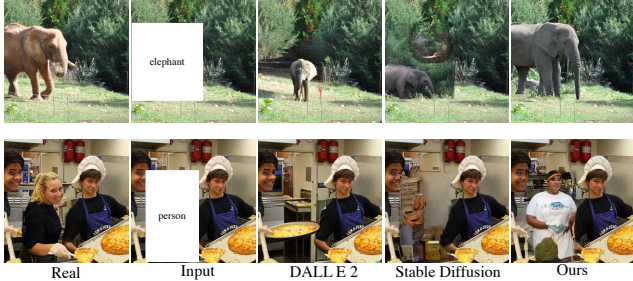 elephant
person
Real
Input
DALL E 2
Stable Diffusion
Ours